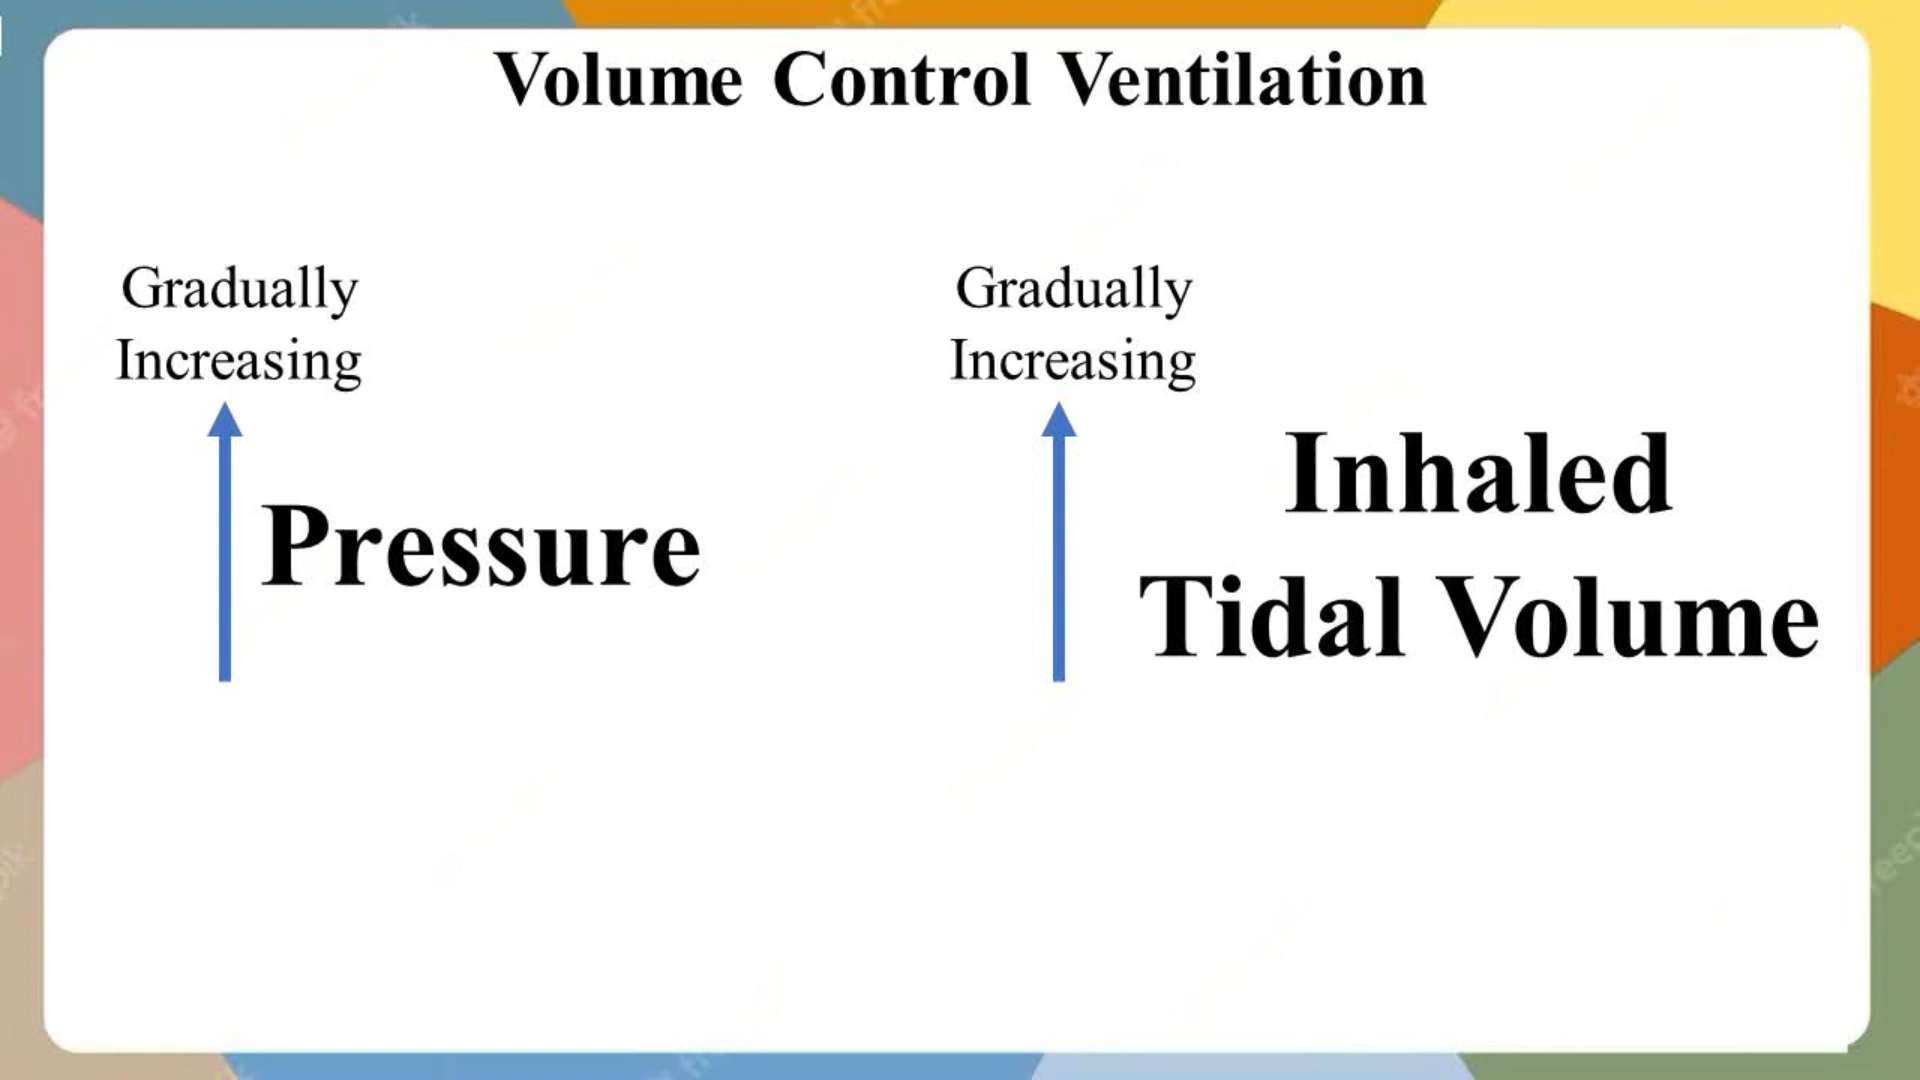 Volume Control Ventilation
Gradually
Increasing
Pressure
Gradually
Increasing
Inhaled
Tidal Volume